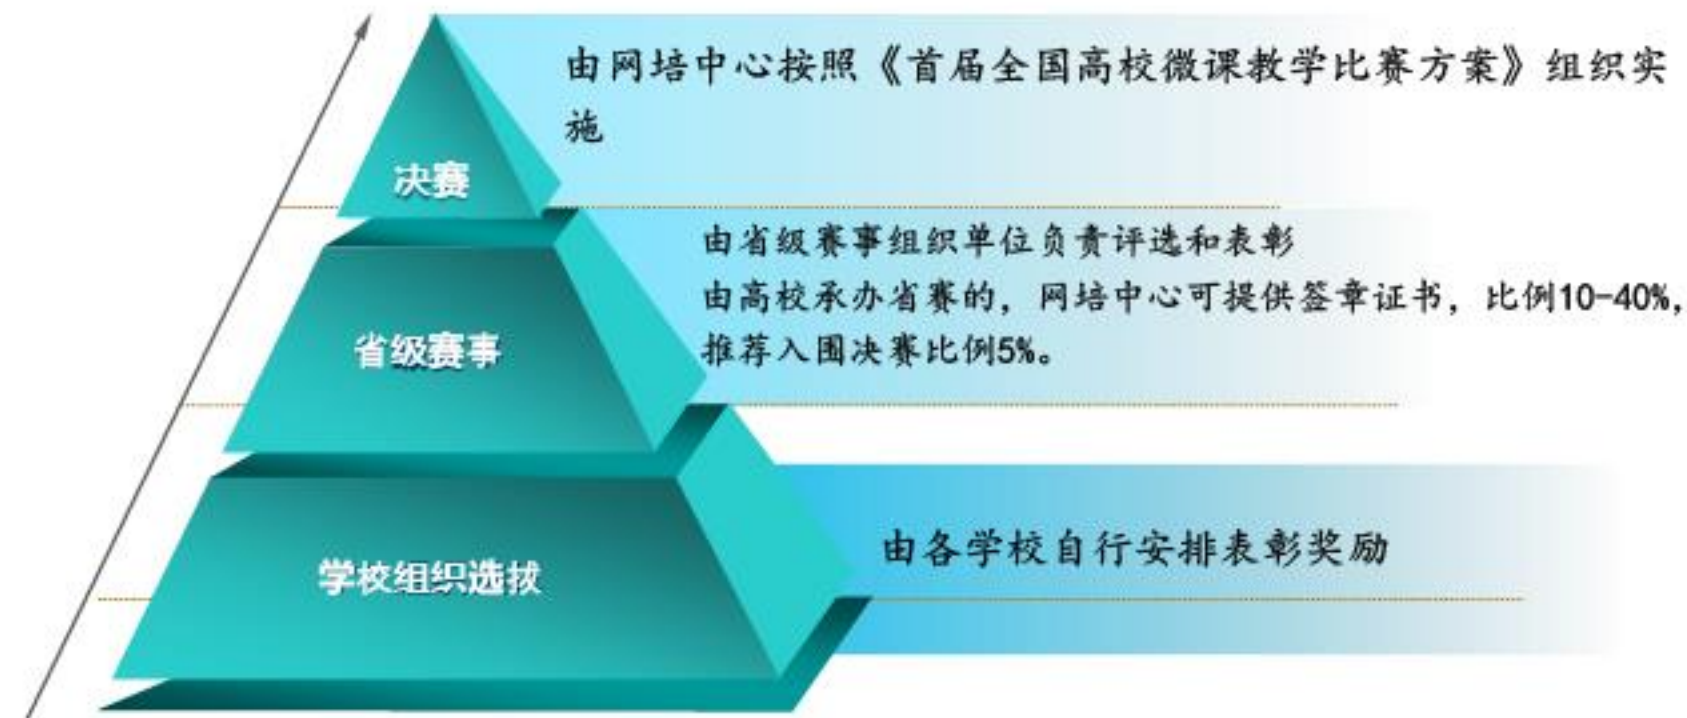 由网培中心按照《首届全国高校微课教学比赛方案》组织实
施
决赛
由省级赛事组织单位负责评选和表彰
由高校承办省赛的，网培中心可提供签章证书，比例10-40%，
推荐入围决赛比例5%。
省级赛事
由各学校自行安排表彰奖励
学校组织选拔